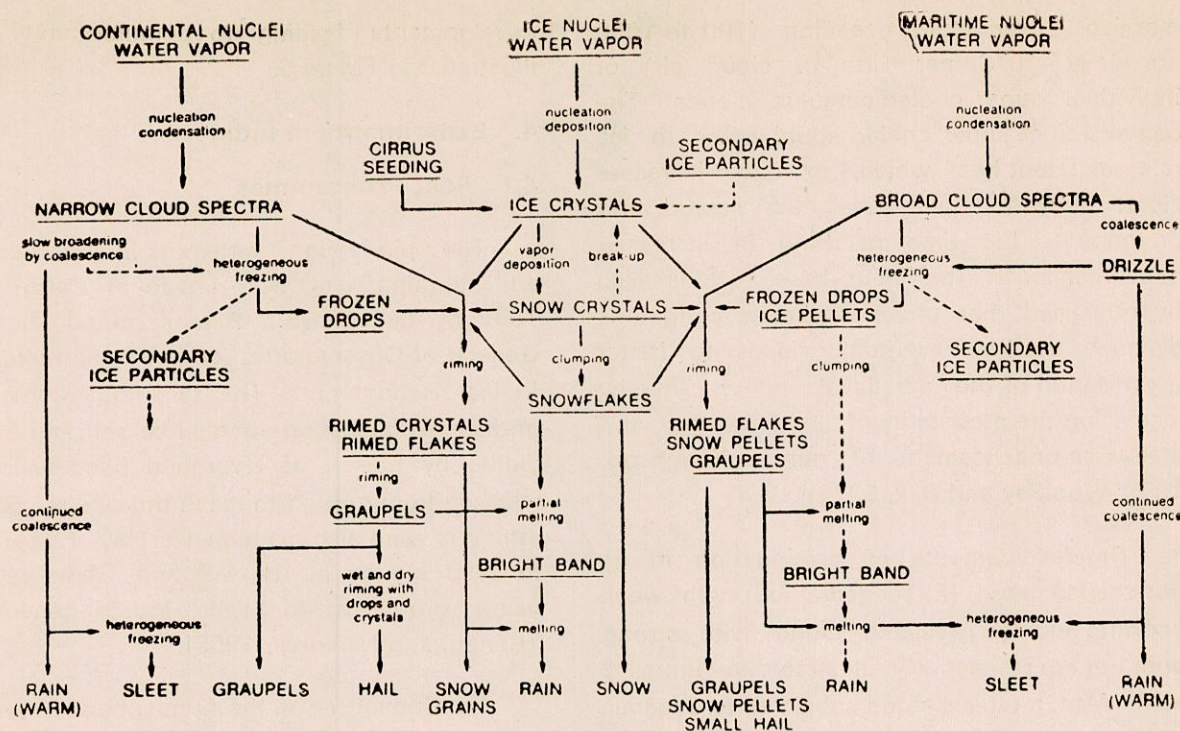 CONTINENTAL NUCLEI
WATER VAPOR
ICE NUCLEI
WATER VAPOR
MARITIME NUCLEI
WATER VAPOR
nucleation
condensation
nucleation
deposition
nucleation
condensation
CIRRUS
SEEDING
SECONDARY
ICE PARTICLES
NARROW CLOUD SPECTRA
ICE CRYSTALS
BROAD CLOUD SPECTRA
slow broadening
by coalescence
heterogeneous
freezing
vapor
deposition
break-up
heterogeneous
freezing
coalescence
DRIZZLE
FROZEN
DROPS
SNOW CRYSTALS
FROZEN DROPS
ICE PELLETS
SECONDARY
ICE PARTICLES
riming
clumping
riming
clumping
SECONDARY
ICE PARTICLES
SNOWFLAKES
RIMED CRYSTALS
RIMED FLAKES
RIMED FLAKES
SNOW PELLETS
GRAUPELS
riming
continued
coalescence
GRAUPELS
partial
melting
partial
melting
continued
coalescence
BRIGHT BAND
BRIGHT BAND
wet and dry
riming with
drops and
crystals
heterogeneous
freezing
melting
melting
heterogeneous
freezing
RAIN
(WARM)
SLEET
GRAUPELS
HAIL
SNOW
GRAINS
RAIN
SNOW
GRAUPELS
SNOW PELLETS
SMALL HAIL
RAIN
SLEET
RAIN
(WARM)